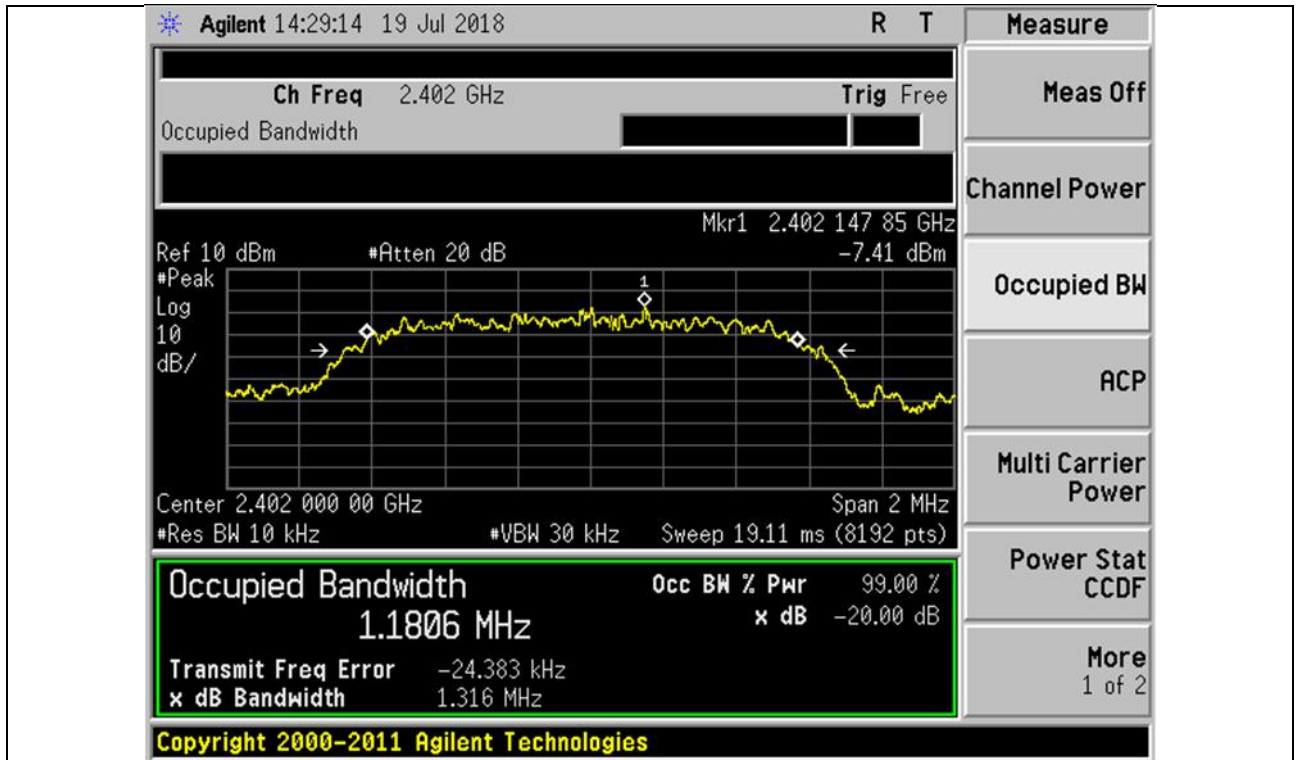 Agilent 14:29:14 19 Jul 2018 R T
Measure
Ch Freq 2.402 GHz Trig Free
Occupied Bandwidth
Meas Off
Channel Power
Occupied BW
ACP
Multi Carrier
Power
Power Stat
CCDF
More
1 of 2
Mkr1 2.402 147 85 GHz
Ref 10 dBm #Atten 20 dB -7.41 dBm
#Peak
Log
10
dB/
1
Center 2.402 000 00 GHz Span 2 MHz
#Res BW 10 kHz #VBW 30 kHz Sweep 19.11 ms (8192 pts)
Occupied Bandwidth Occ BW % Pwr 99.00 %
1.1806 MHz x dB -20.00 dB
Transmit Freq Error -24.383 kHz
x dB Bandwidth 1.316 MHz
Copyright 2000-2011 Agilent Technologies